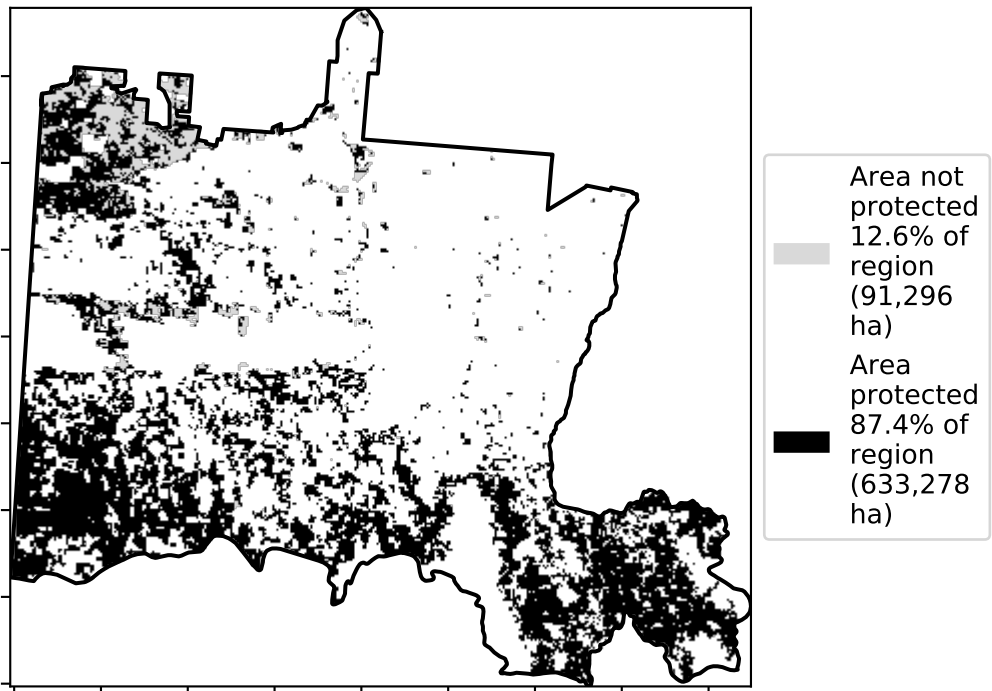 Area not
protected
12.6% of
region
(91,296
ha)
Area
protected
87.4% of
region
(633,278
ha)